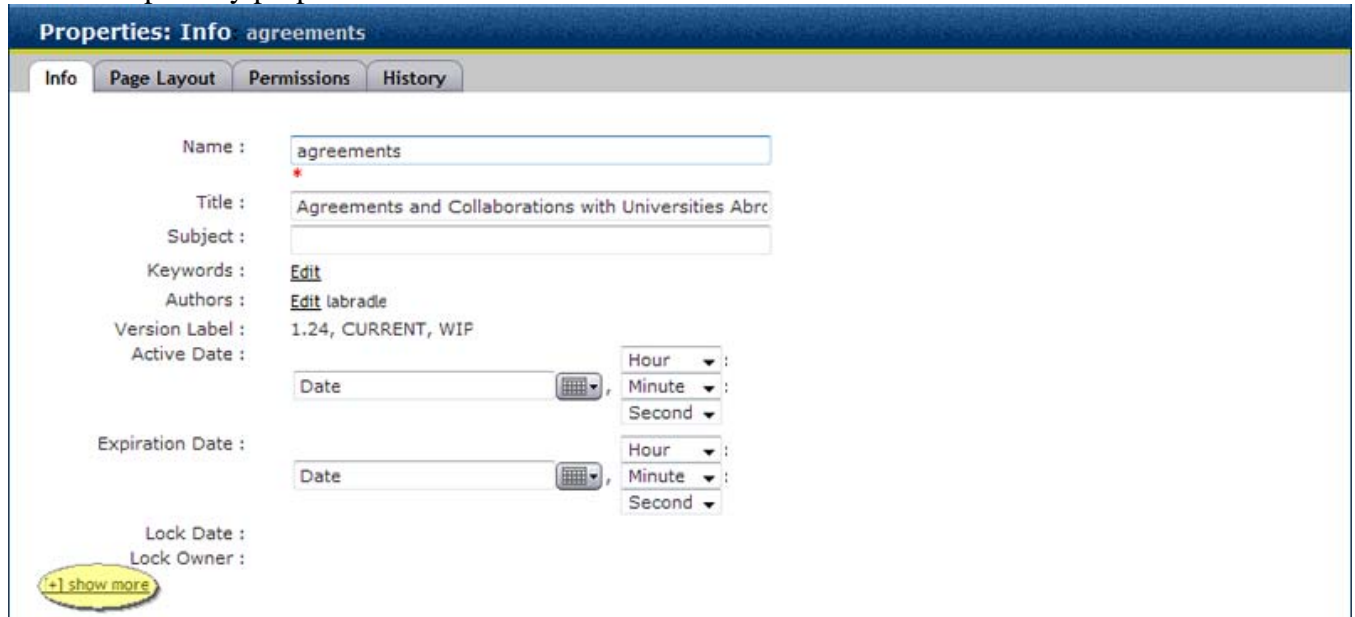 Properties: Info agreements
Info Page Layout Permissions History
Name : agreements
*
Title : Agreements and Collaborations with Universities Abrc
Subject :
Keywords : Edit
Authors : Edit labradle
Version Label : 1.24, CURRENT, WIP
Active Date :
Hour :
Date , Minute :
Second
Expiration Date :
Hour :
Date , Minute :
Second
Lock Date :
Lock Owner :
[+] show more